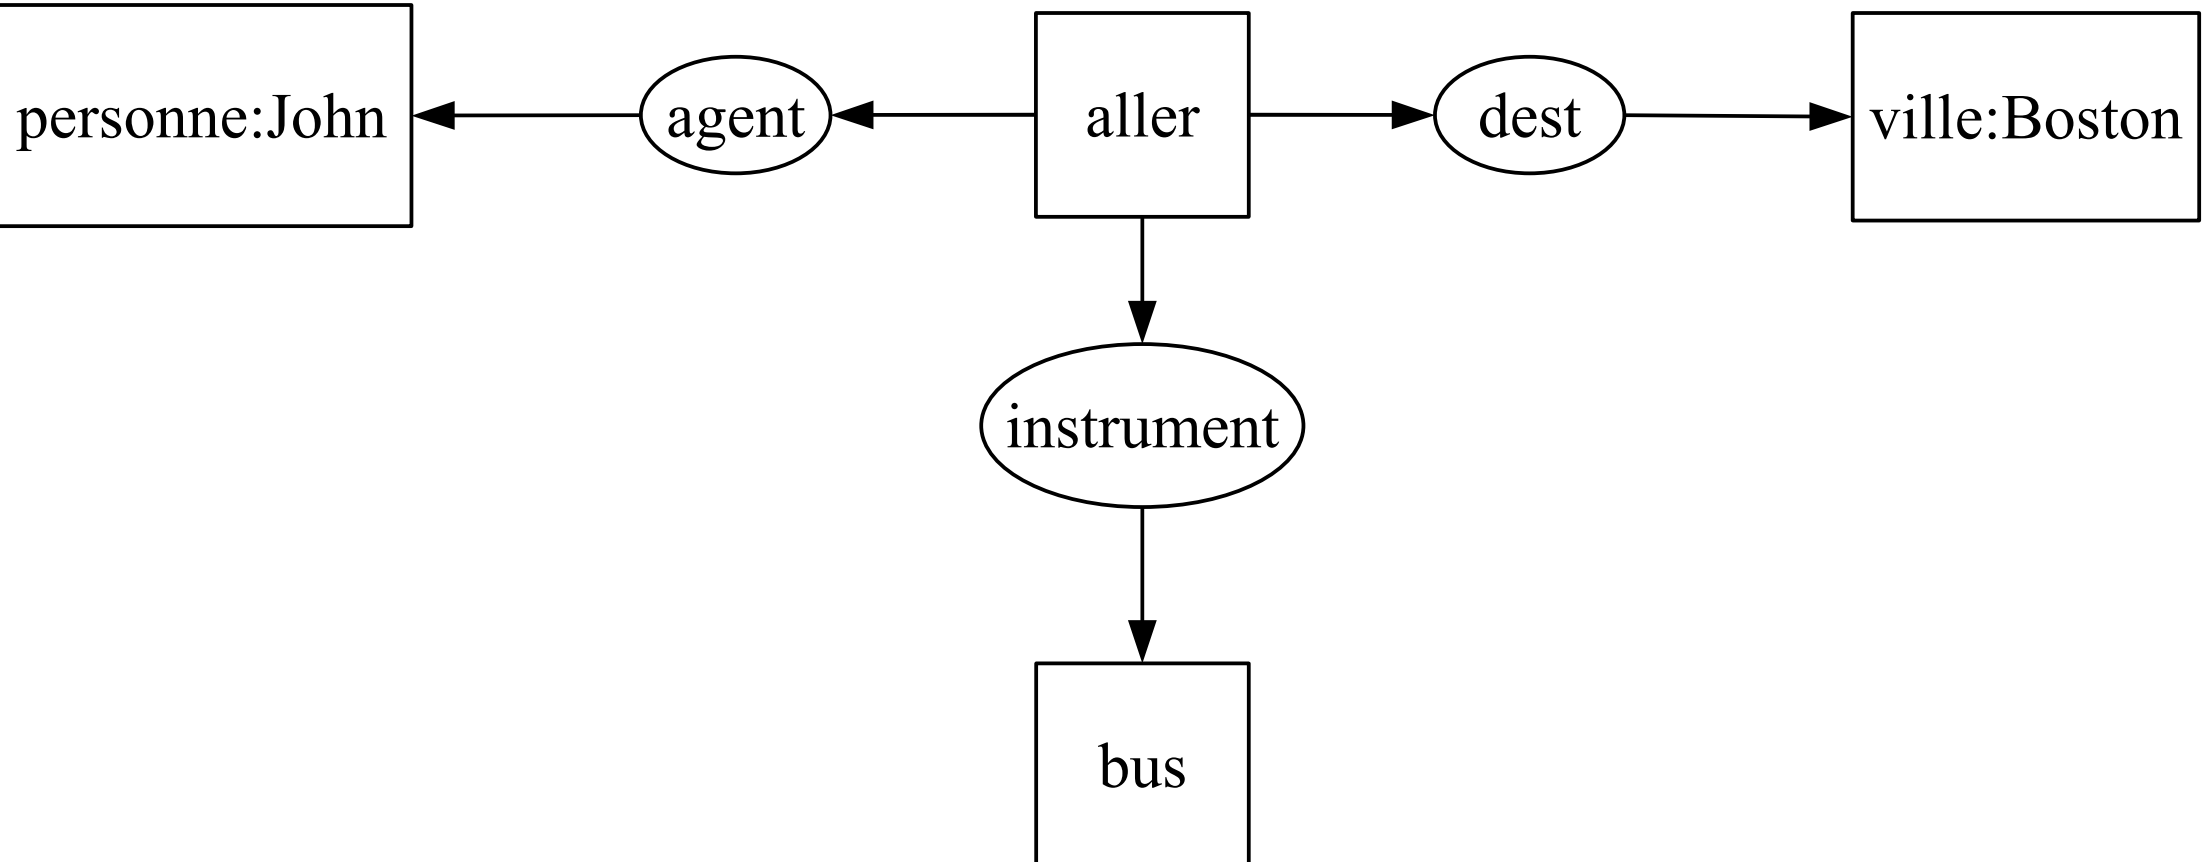 personne:John
agent
aller
dest
ville:Boston
instrument
bus